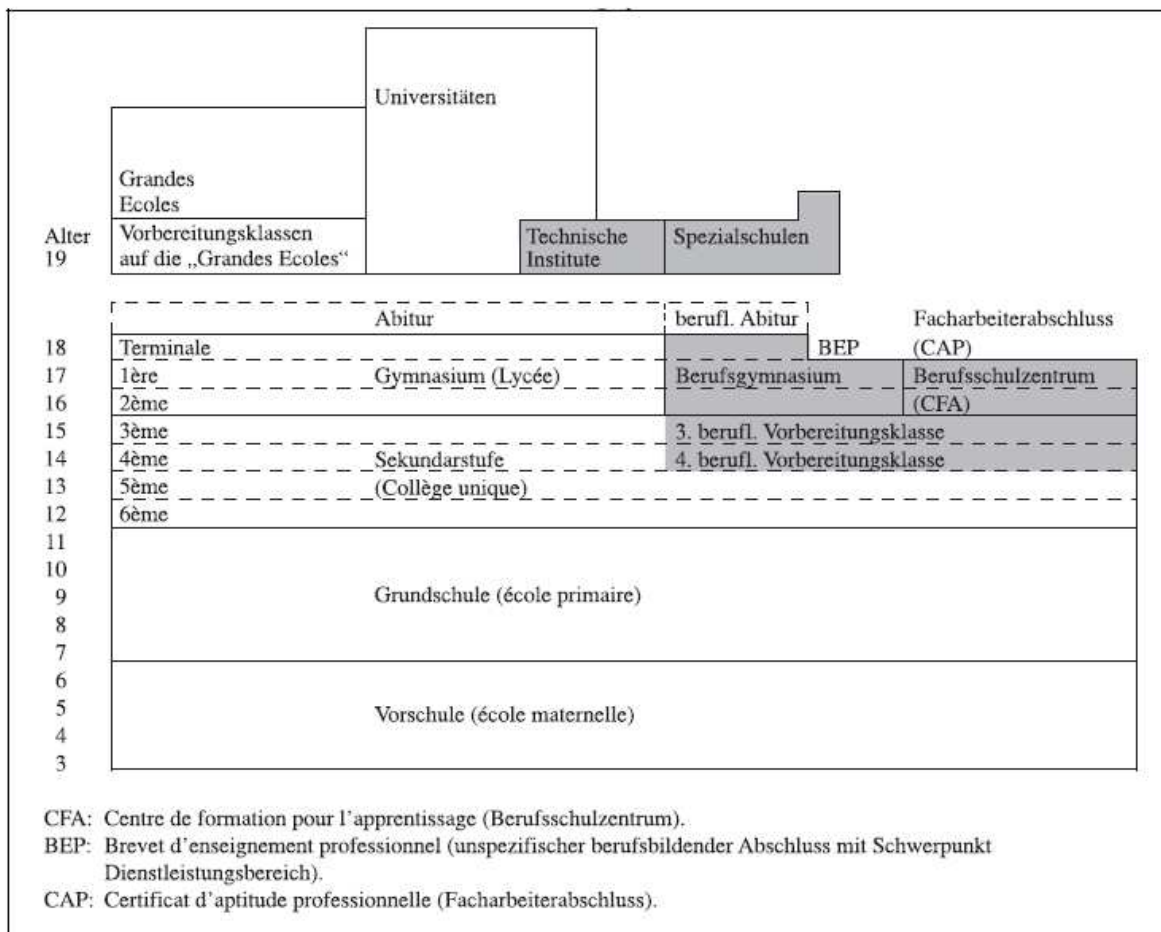 Universitäten
Grandes
Ecoles
Alter
19
Vorbereitungsklassen
auf die „Grandes Ecoles“
Technische
Institute
Spezialschulen
Abitur
berufl. Abitur
Facharbeiterabschluss
18 Terminale BEP (CAP)
17 1ère Gymnasium (Lycée) Berufsgymnasium Berufsschulzentrum
16 2ème (CFA)
15 3ème 3. berufl. Vorbereitungsklasse
14 4ème Sekundarstufe 4. berufl. Vorbereitungsklasse
13 5ème (Collège unique)
12 6ème
11
10
9 Grundschule (école primaire)
8
7
6
5 Vorschule (école maternelle)
4
3
CFA: Centre de formation pour l’apprentissage (Berufsschulzentrum).
BEP: Brevet d’enseignement professionnel (unspezifischer berufsbildender Abschluss mit Schwerpunkt
Dienstleistungsbereich).
CAP: Certificat d’aptitude professionnelle (Facharbeiterabschluss).